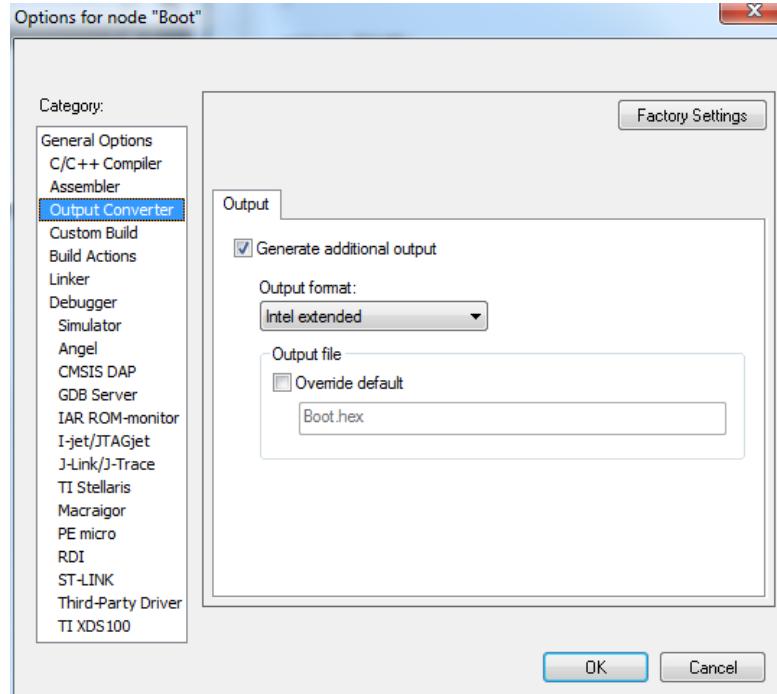 Options for node "Boot"
Category:
General Options
C/C++ Compiler
Assembler
Output Converter
Custom Build
Build Actions
Linker
Debugger
Simulator
Angel
CMSIS DAP
GDB Server
IAR ROM-monitor
I-jet/JTAGjet
J-Link/J-Trace
TI Stellaris
Macraigor
PE micro
RDI
ST-LINK
Third-Party Driver
TI XDS100
Factory Settings
Output
Generate additional output
Output format:
Intel extended
Output file
Override default
Boot.hex
OK
Cancel